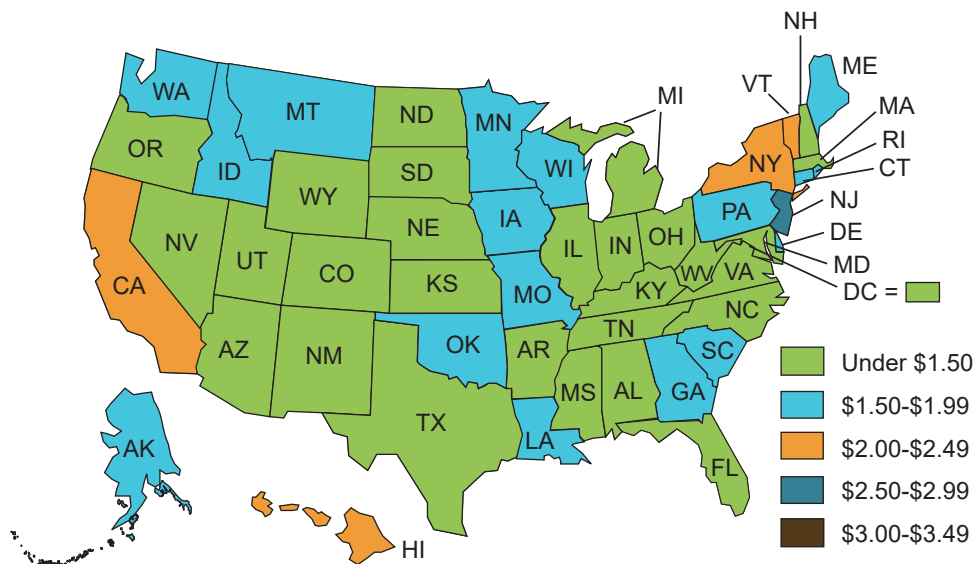 NH
VT
ME
WA
MT
ND
MN
MI
MA
OR
ID
SD
WI
NY
RI
CT
WY
IA
PA
NJ
NE
DE
NV
UT
CO
IL
IN
OH
WV
VA
MD
CA
KS
MO
KY
DC =
NC
TN
AZ
NM
OK
AR
SC
Under $1.50
MS
AL
GA
$1.50-$1.99
TX
LA
AK
$2.00-$2.49
FL
$2.50-$2.99
HI
$3.00-$3.49